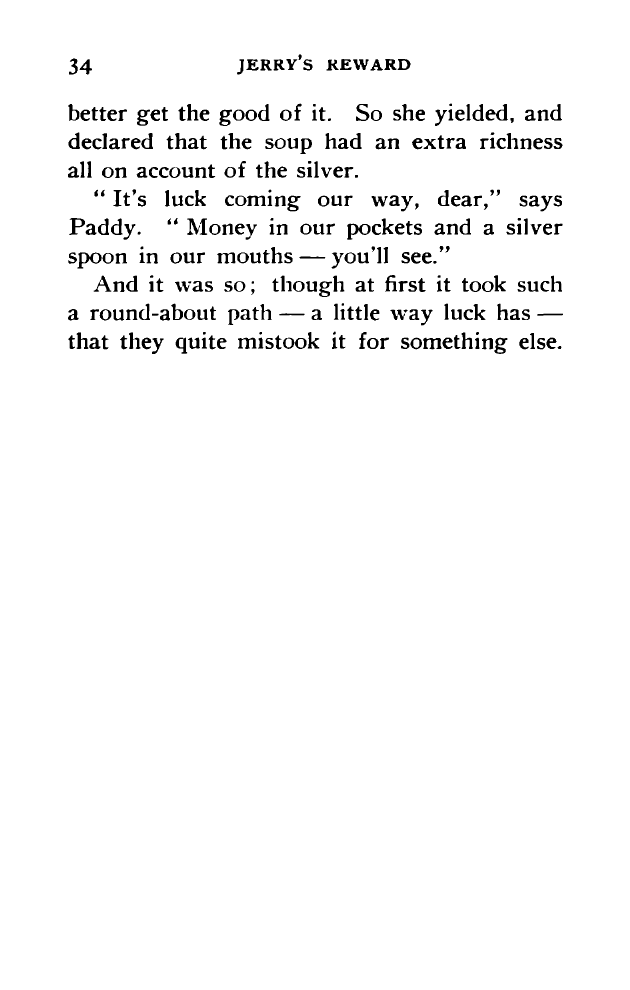 34 JERRY'S REWARD
better get the good of it. So she yielded, and
declared that the soup had an extra richness
all on account of the silver.
“ It's luck coming our way, dear,” says
Paddy. “ Money in our pockets and a silver
spoon in our mouths — you'll see.”
And it was so; though at first it took such
a round-about path — a little way luck has —
that they quite mistook it for something else.